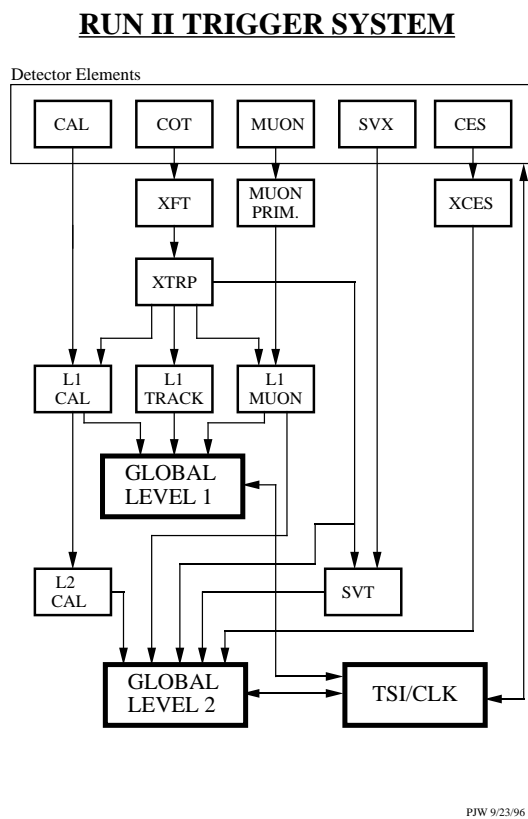 RUN II TRIGGER SYSTEM
Detector Elements
CAL
COT
MUON
SVX
CES
XFT
MUON
PRIM.
XCES
XTRP
L1
CAL
L1
TRACK
L1
MUON
GLOBAL
LEVEL 1
L2
CAL
SVT
GLOBAL
LEVEL 2
TSI/CLK
PJW 9/23/96